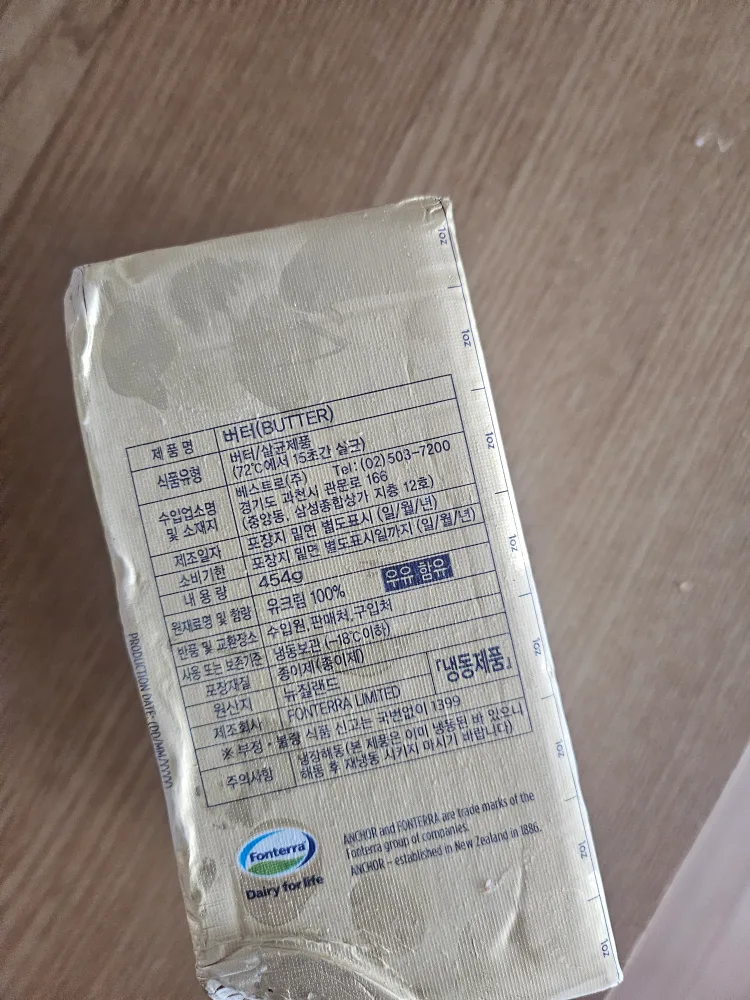 1oz
1oz
1oz
1oz
1oz
1oz
1oz
1oz
제품명 버터(BUTTER)
식품유형 버터/살균제품
(72℃에서 15초간 살균)
수입업소명 및 소재지 베스트로(주) Tel: (02) 503-7200
경기도 과천시 관문로 166
(중앙동, 삼성종합상가 지층 12호)
제조일자 포장지 밑면 별도표시 (일/월/년)
소비기한 포장지 밑면 별도표시일까지 (일/월/년)
내용량 454g
원재료명 및 함량 유크림 100% 우유 함유
반품 및 교환장소 수입원, 판매처, 구입처
사용 또는 보존기준 냉동보관 (-18℃이하)
포장재질 종이제(종이제)
『냉동제품』
원산지 뉴질랜드
제조회사 FONTERRA LIMITED
※ 부정·불량 식품 신고는 국번없이 1399
주의사항 냉장해동(본 제품은 이미 냉동된 바 있으니
해동 후 재냉동 시키지 마시기 바랍니다)
PRODUCTION DATE: (DD/MM/YYYY)
Fonterra
Dairy for life
ANCHOR and FONTERRA are trade marks of the
Fonterra group of companies.
ANCHOR – established in New Zealand in 1886.